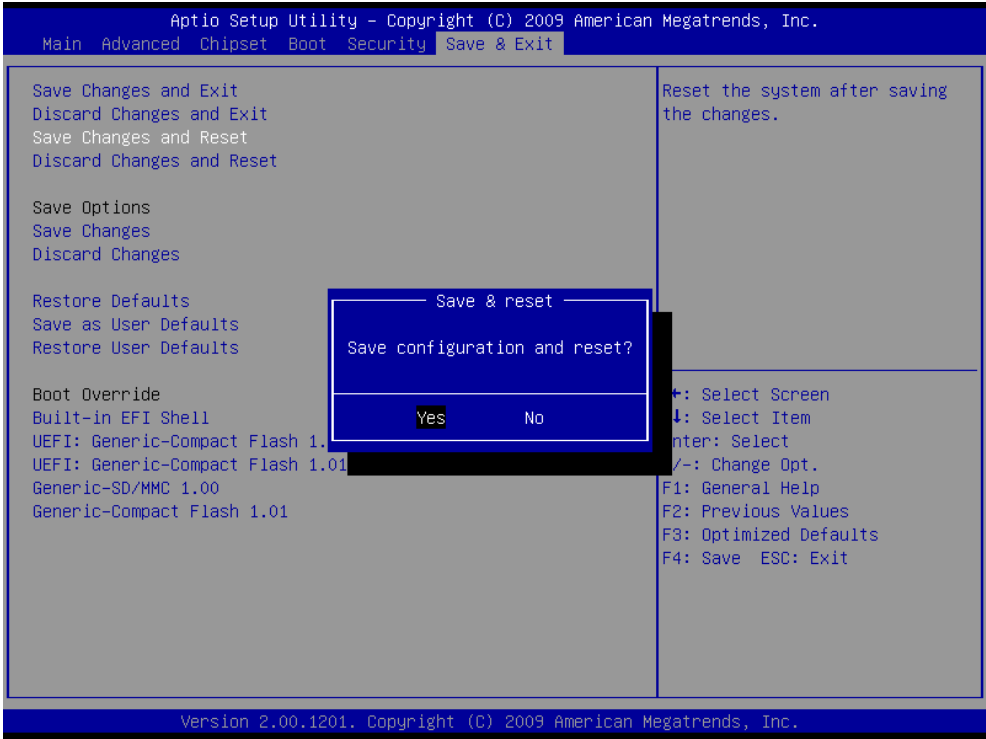 Aptio Setup Utility – Copyright (C) 2009 American Megatrends, Inc.
Main Advanced Chipset Boot Security Save & Exit
Save Changes and Exit
Discard Changes and Exit
Save Changes and Reset
Discard Changes and Reset
Save Options
Save Changes
Discard Changes
Restore Defaults
Save as User Defaults
Restore User Defaults
Boot Override
Built-in EFI Shell
UEFI: Generic-Compact Flash 1.
UEFI: Generic-Compact Flash 1.01
Generic-SD/MMC 1.00
Generic-Compact Flash 1.01
Save & reset
Save configuration and reset?
Yes No
Reset the system after saving
the changes.
←: Select Screen
↓: Select Item
nter: Select
/-: Change Opt.
F1: General Help
F2: Previous Values
F3: Optimized Defaults
F4: Save ESC: Exit
Version 2.00.1201. Copyright (C) 2009 American Megatrends, Inc.